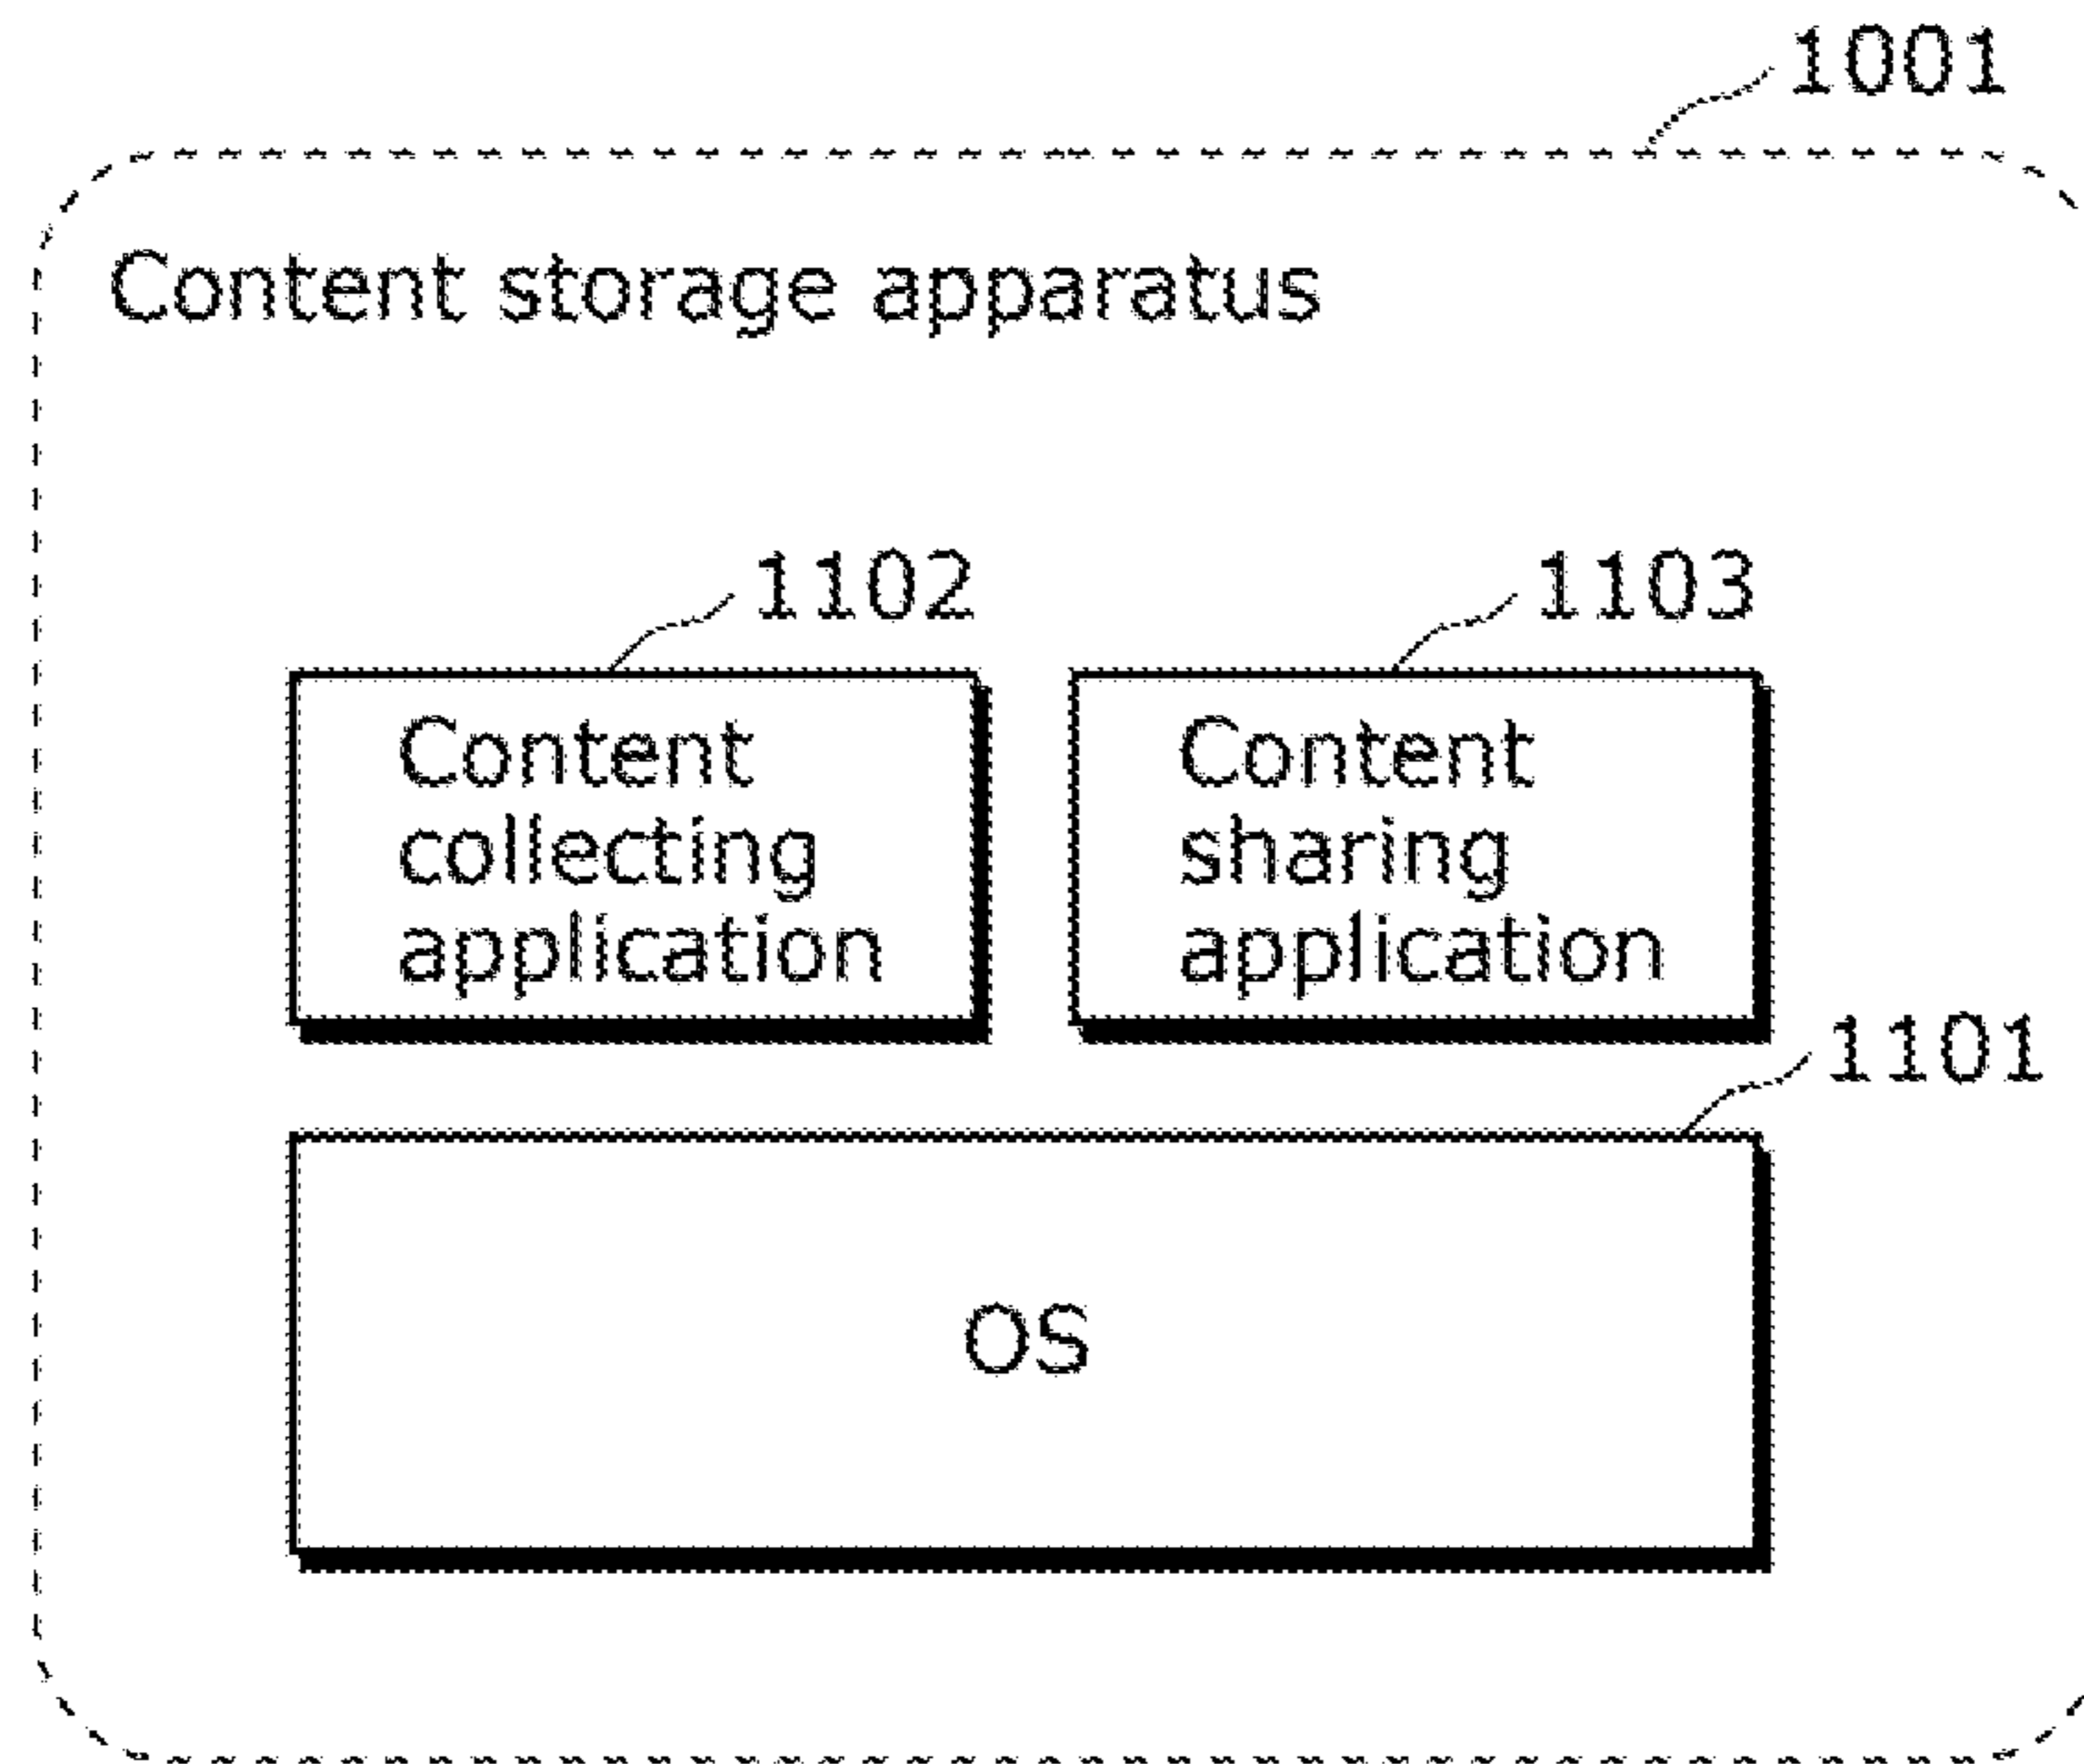 1001
Content storage apparatus
1102
1103
Content
collecting
application
Content
sharing
application
1101
OS